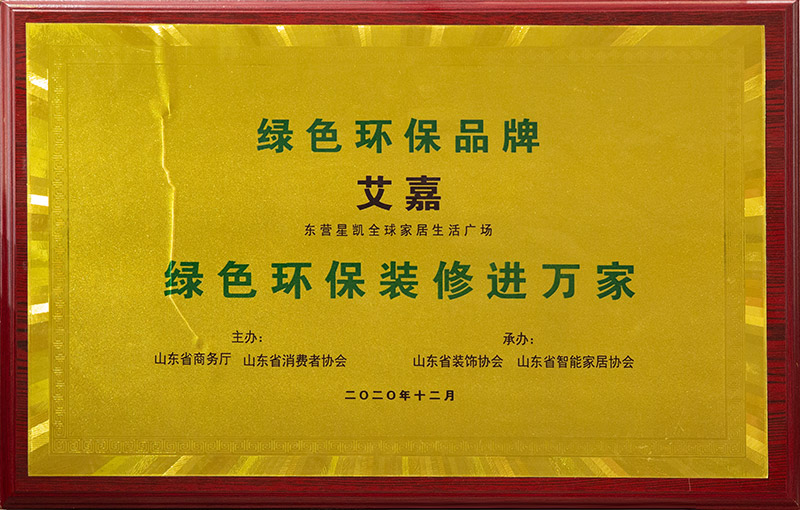 绿色环保品牌
艾嘉
东营星凯全球家居生活广场
绿色环保装修进万家
主办： 承办：
山东省商务厅 山东省消费者协会 山东省装饰协会 山东省智能家居协会
二〇二〇年十二月